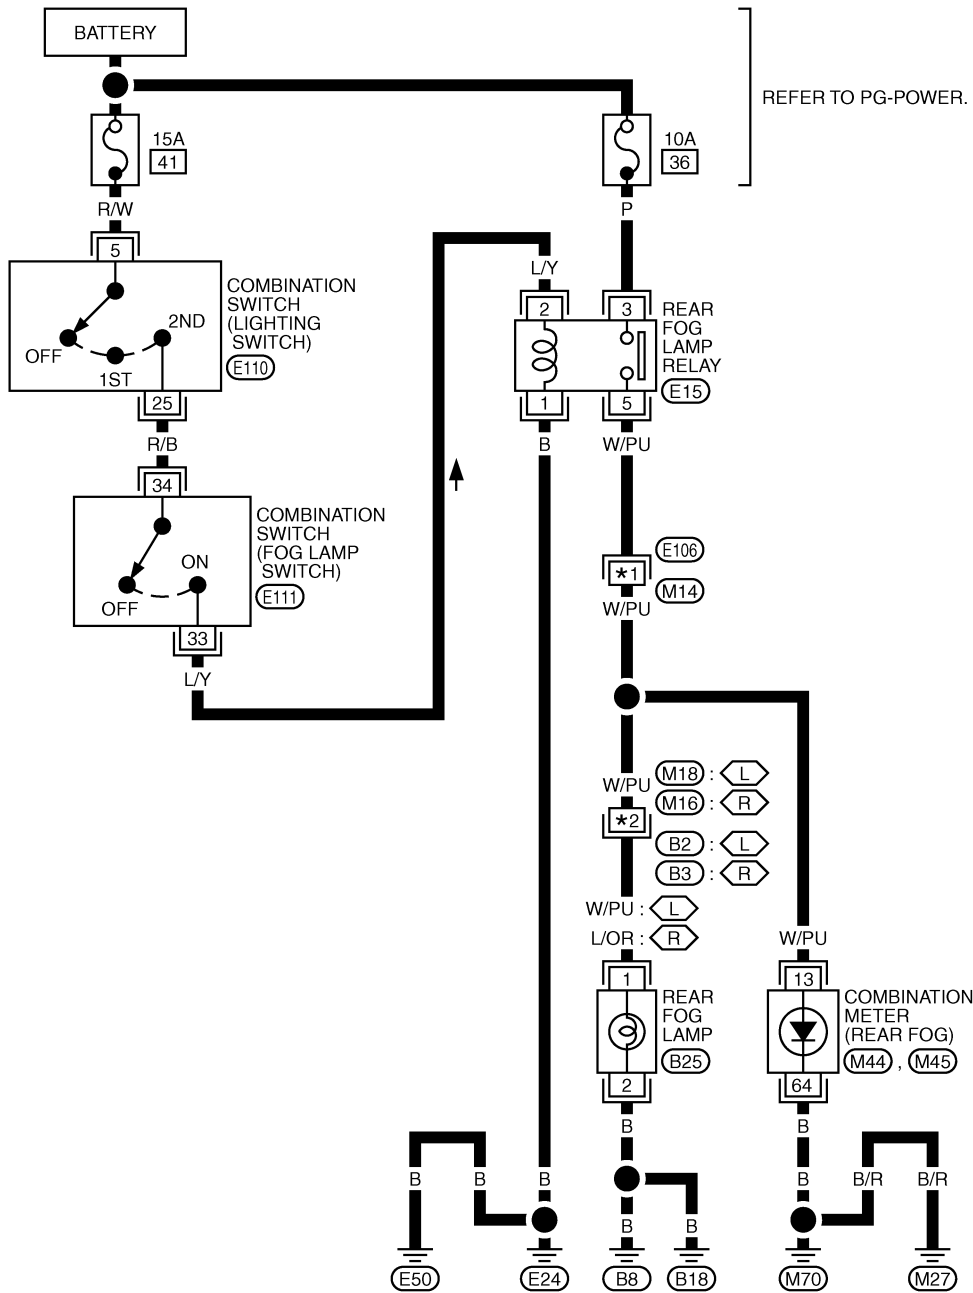 BATTERY
REFER TO PG-POWER.
15A
41
10A
36
R/W
P
5
COMBINATION
SWITCH
(LIGHTING
SWITCH)
E110
2ND
OFF
1ST
25
L/Y
2
3
REAR
FOG
LAMP
RELAY
E15
1
5
R/B
B
W/PU
34
COMBINATION
SWITCH
(FOG LAMP
SWITCH)
E111
ON
OFF
33
L/Y
E106
*1
M14
W/PU
W/PU
M18 : L
M16 : R
*2
B2 : L
B3 : R
W/PU : L
L/OR : R
W/PU
1
REAR
FOG
LAMP
B25
2
13
COMBINATION
METER
(REAR FOG)
M44 , M45
64
B
B
B
B
B
B
B/R
B/R
B
B
E50
E24
B8
B18
M70
M27